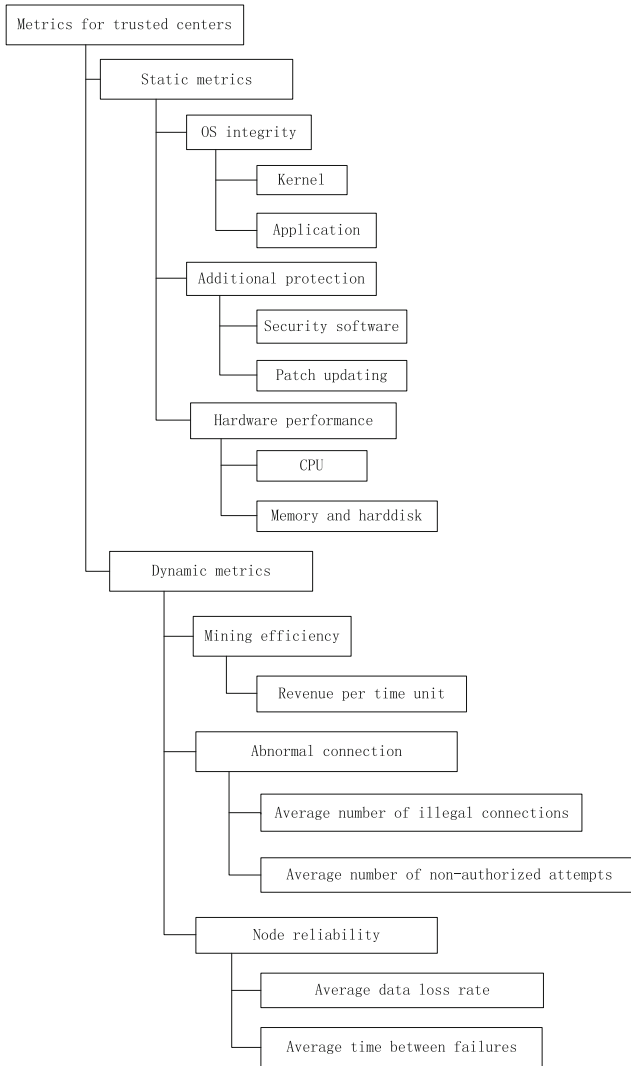 Metrics for trusted centers
Static metrics
OS integrity
Kernel
Application
Additional protection
Security software
Patch updating
Hardware performance
CPU
Memory and harddisk
Dynamic metrics
Mining efficiency
Revenue per time unit
Abnormal connection
Average number of illegal connections
Average number of non-authorized attempts
Node reliability
Average data loss rate
Average time between failures